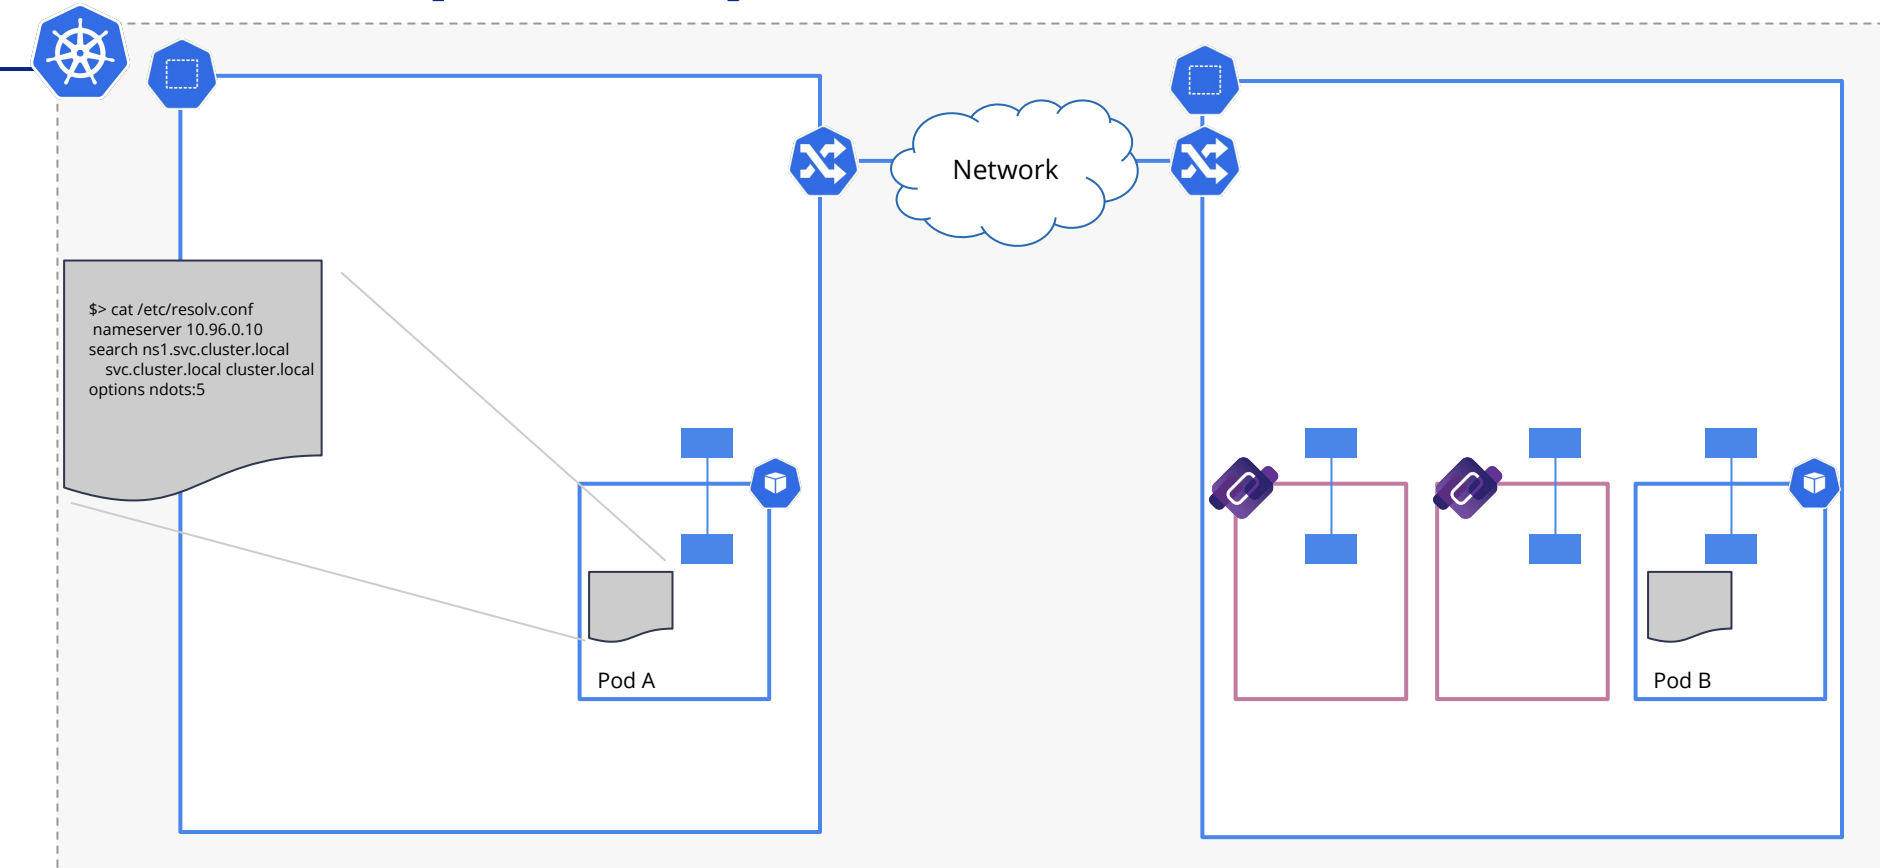 Network
$> cat /etc/resolv.conf
nameserver 10.96.0.10
search ns1.svc.cluster.local
svc.cluster.local cluster.local
options ndots:5
Pod A
Pod B